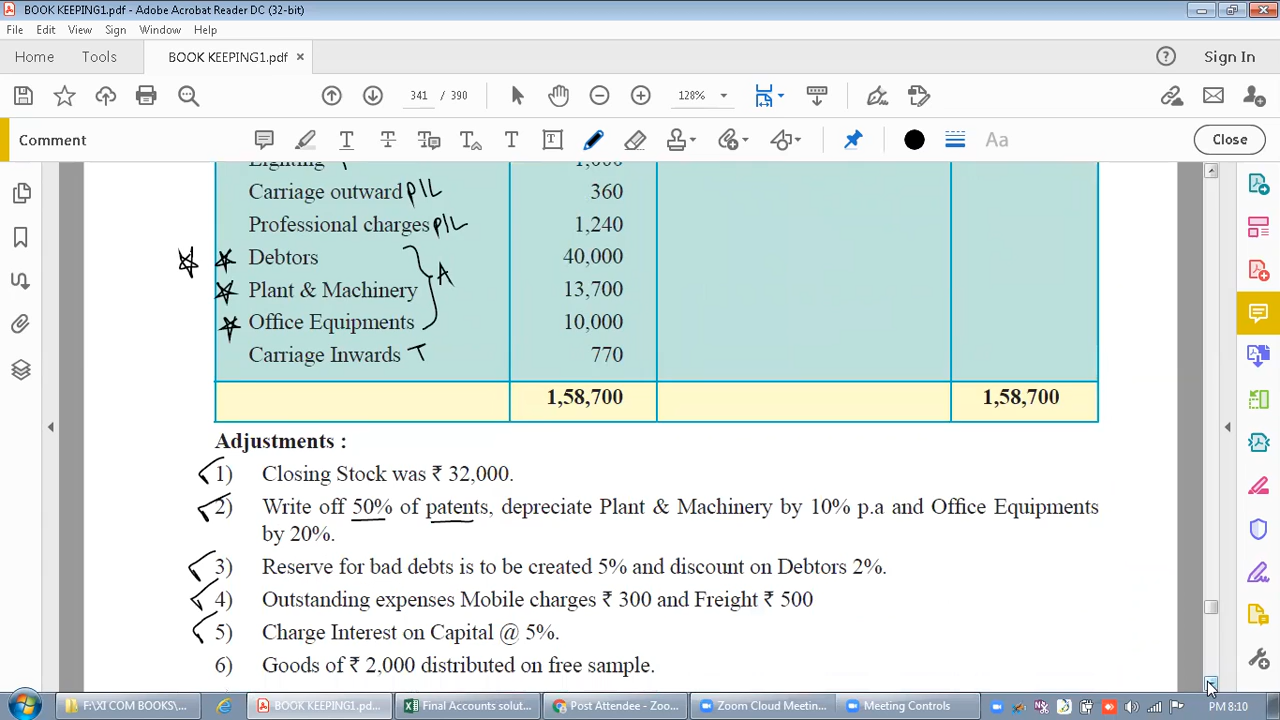 BOOK KEEPING1.pdf - Adobe Acrobat Reader DC (32-bit)
File Edit View Sign Window Help
Home Tools BOOK KEEPING1.pdf × Sign In
341 / 390 128%
Comment Close
Lighting 1,000
Carriage outward P/L 360
Professional charges P/L 1,240
Debtors 40,000
A
Plant & Machinery 13,700
Office Equipments 10,000
Carriage Inwards T 770
1,58,700 1,58,700
Adjustments :
1) Closing Stock was ₹ 32,000.
2) Write off 50% of patents, depreciate Plant & Machinery by 10% p.a and Office Equipments
by 20%.
3) Reserve for bad debts is to be created 5% and discount on Debtors 2%.
4) Outstanding expenses Mobile charges ₹ 300 and Freight ₹ 500
5) Charge Interest on Capital @ 5%.
6) Goods of ₹ 2,000 distributed on free sample.
F:\XI COM BOOKS\... BOOK KEEPING1.pd... Final Accounts solut... Post Attendee - Zoo... Zoom Cloud Meetin... Meeting Controls PM 8:10